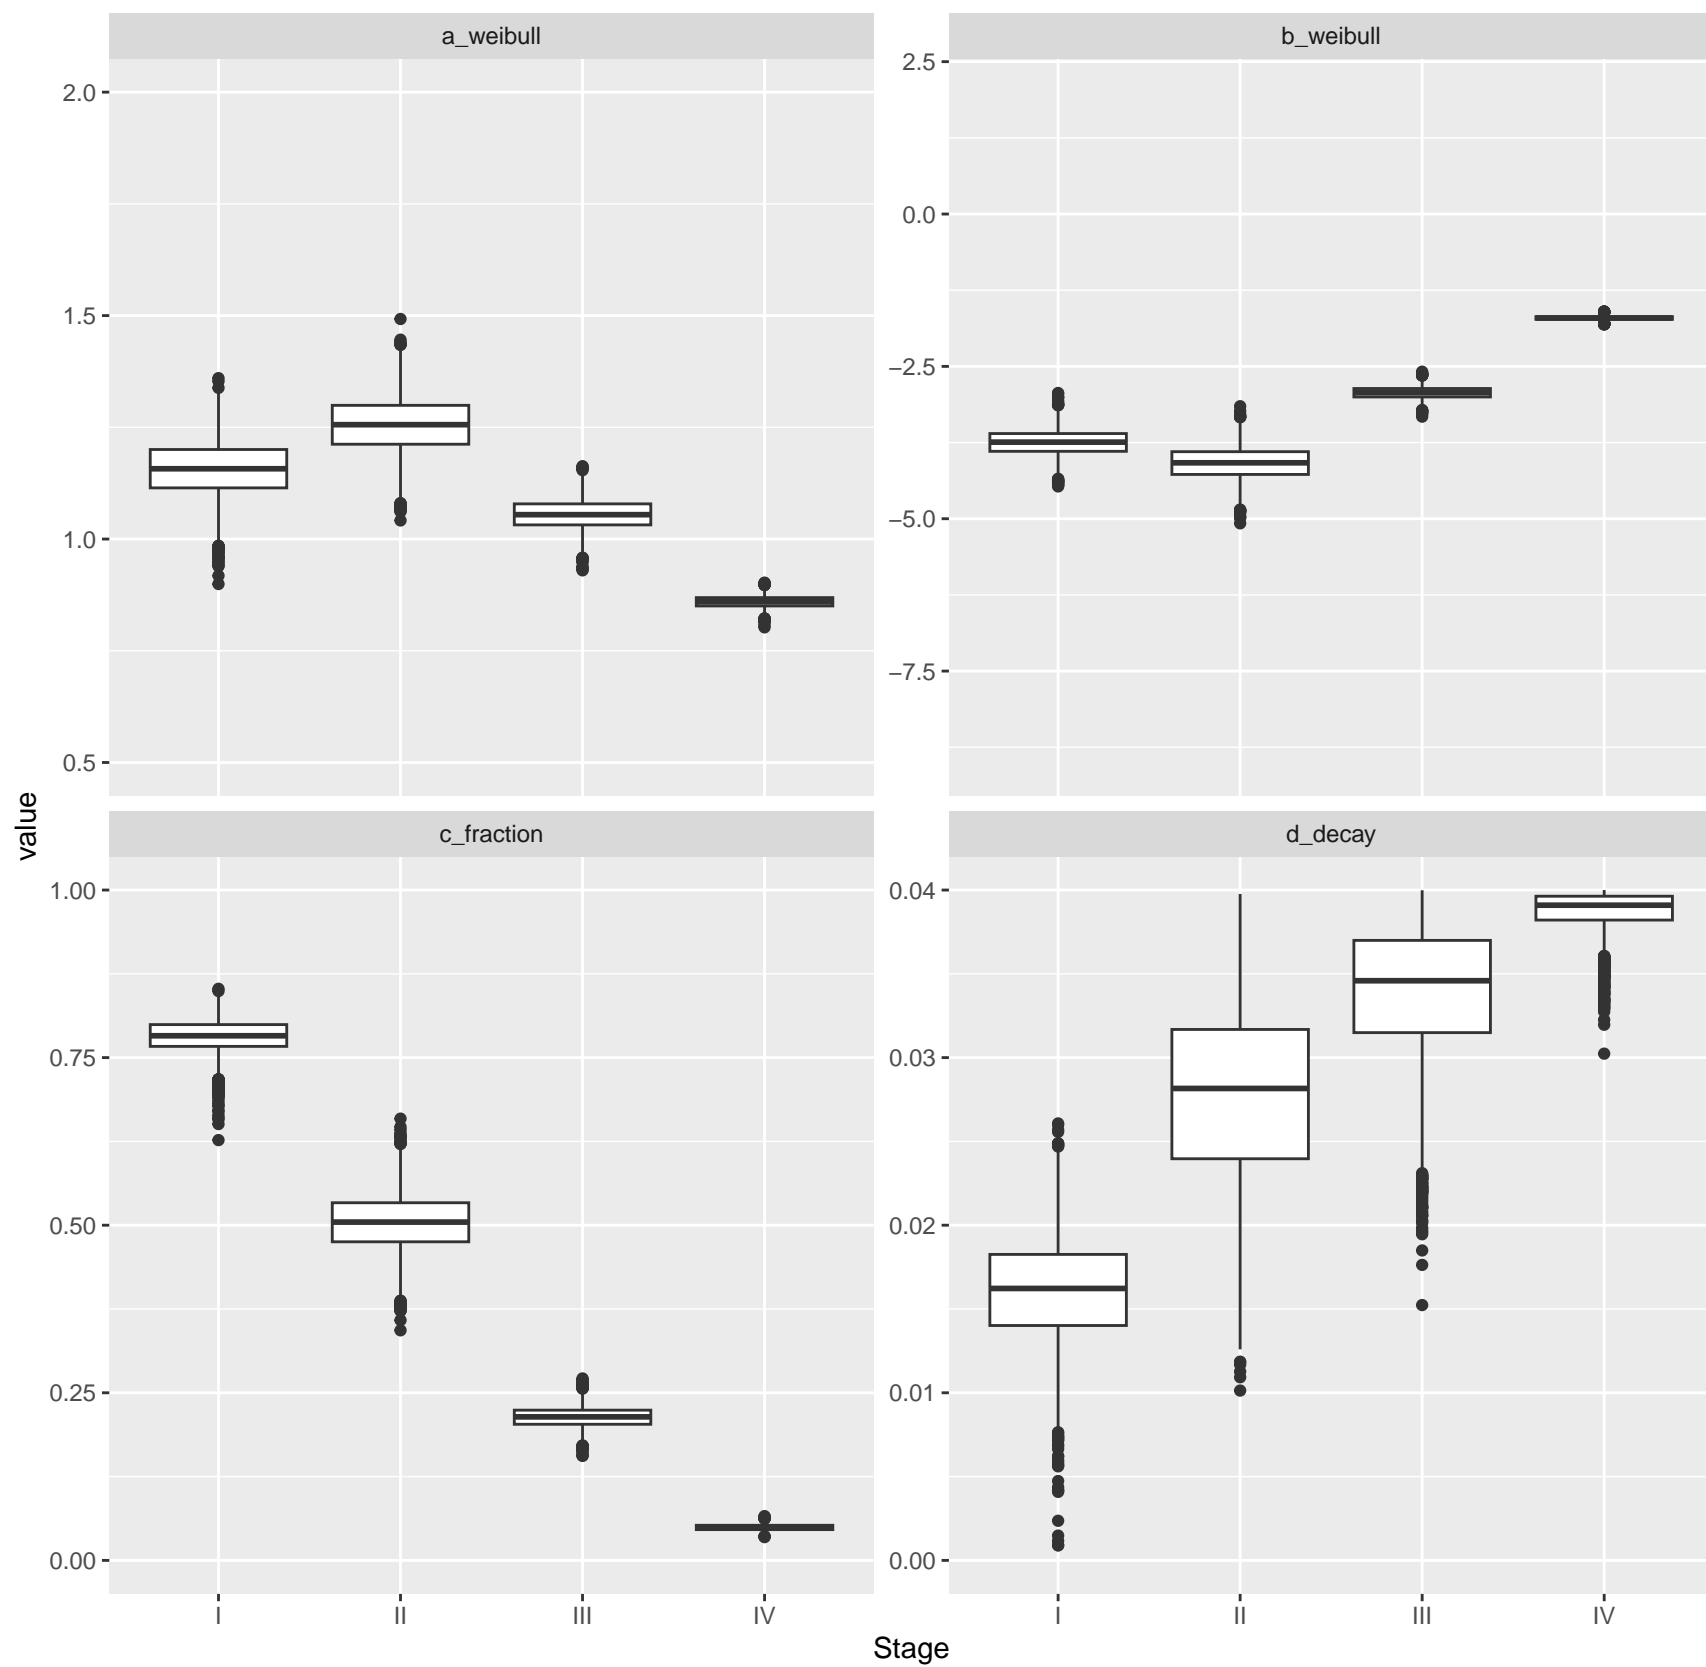 a_weibull
b_weibull
2.0
1.5
1.0
0.5
2.5
0.0
−2.5
−5.0
−7.5
value
c_fraction
d_decay
1.00
0.75
0.50
0.25
0.00
0.04
0.03
0.02
0.01
0.00
I II III IV
I II III IV
Stage